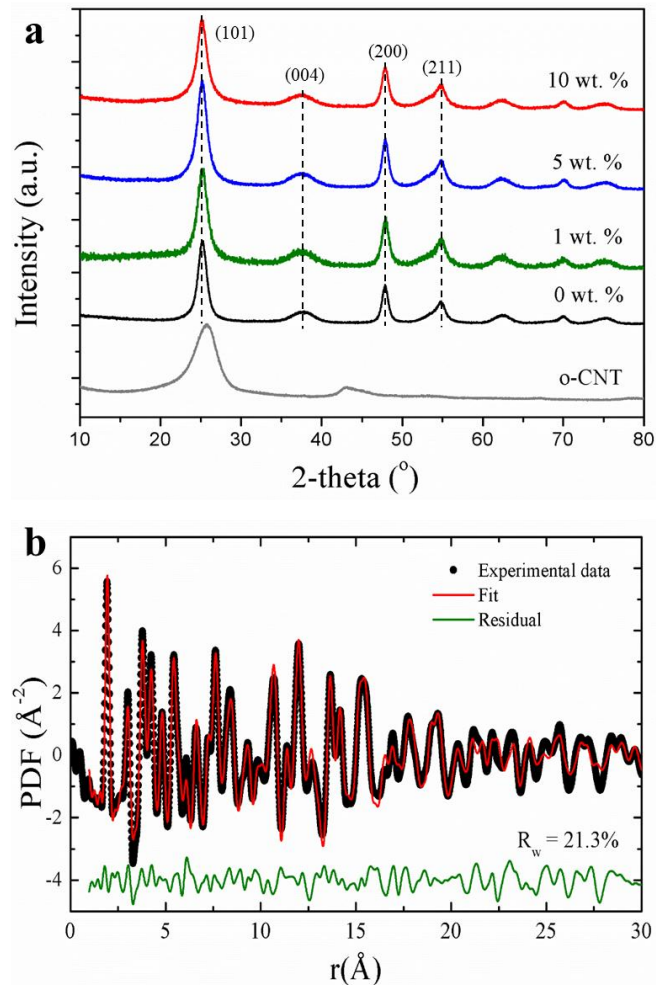 a
(101)
(004)
(200)
(211)
10 wt. %
5 wt. %
1 wt. %
0 wt. %
o-CNT
Intensity (a.u.)
10 20 30 40 50 60 70 80
2-theta (°)
b
Experimental data
Fit
Residual
PDF (Å⁻²)
6
4
2
0
-2
-4
R_w = 21.3%
0 5 10 15 20 25 30
r(Å)